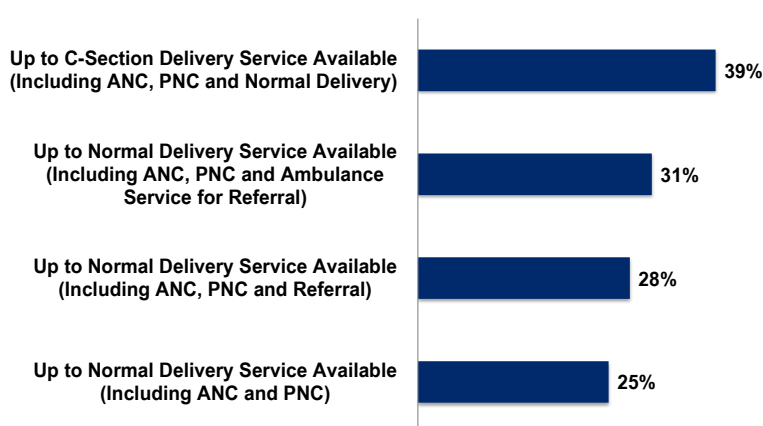 Up to C-Section Delivery Service Available
(Including ANC, PNC and Normal Delivery)
39%
Up to Normal Delivery Service Available
(Including ANC, PNC and Ambulance
Service for Referral)
31%
Up to Normal Delivery Service Available
(Including ANC, PNC and Referral)
28%
Up to Normal Delivery Service Available
(Including ANC and PNC)
25%